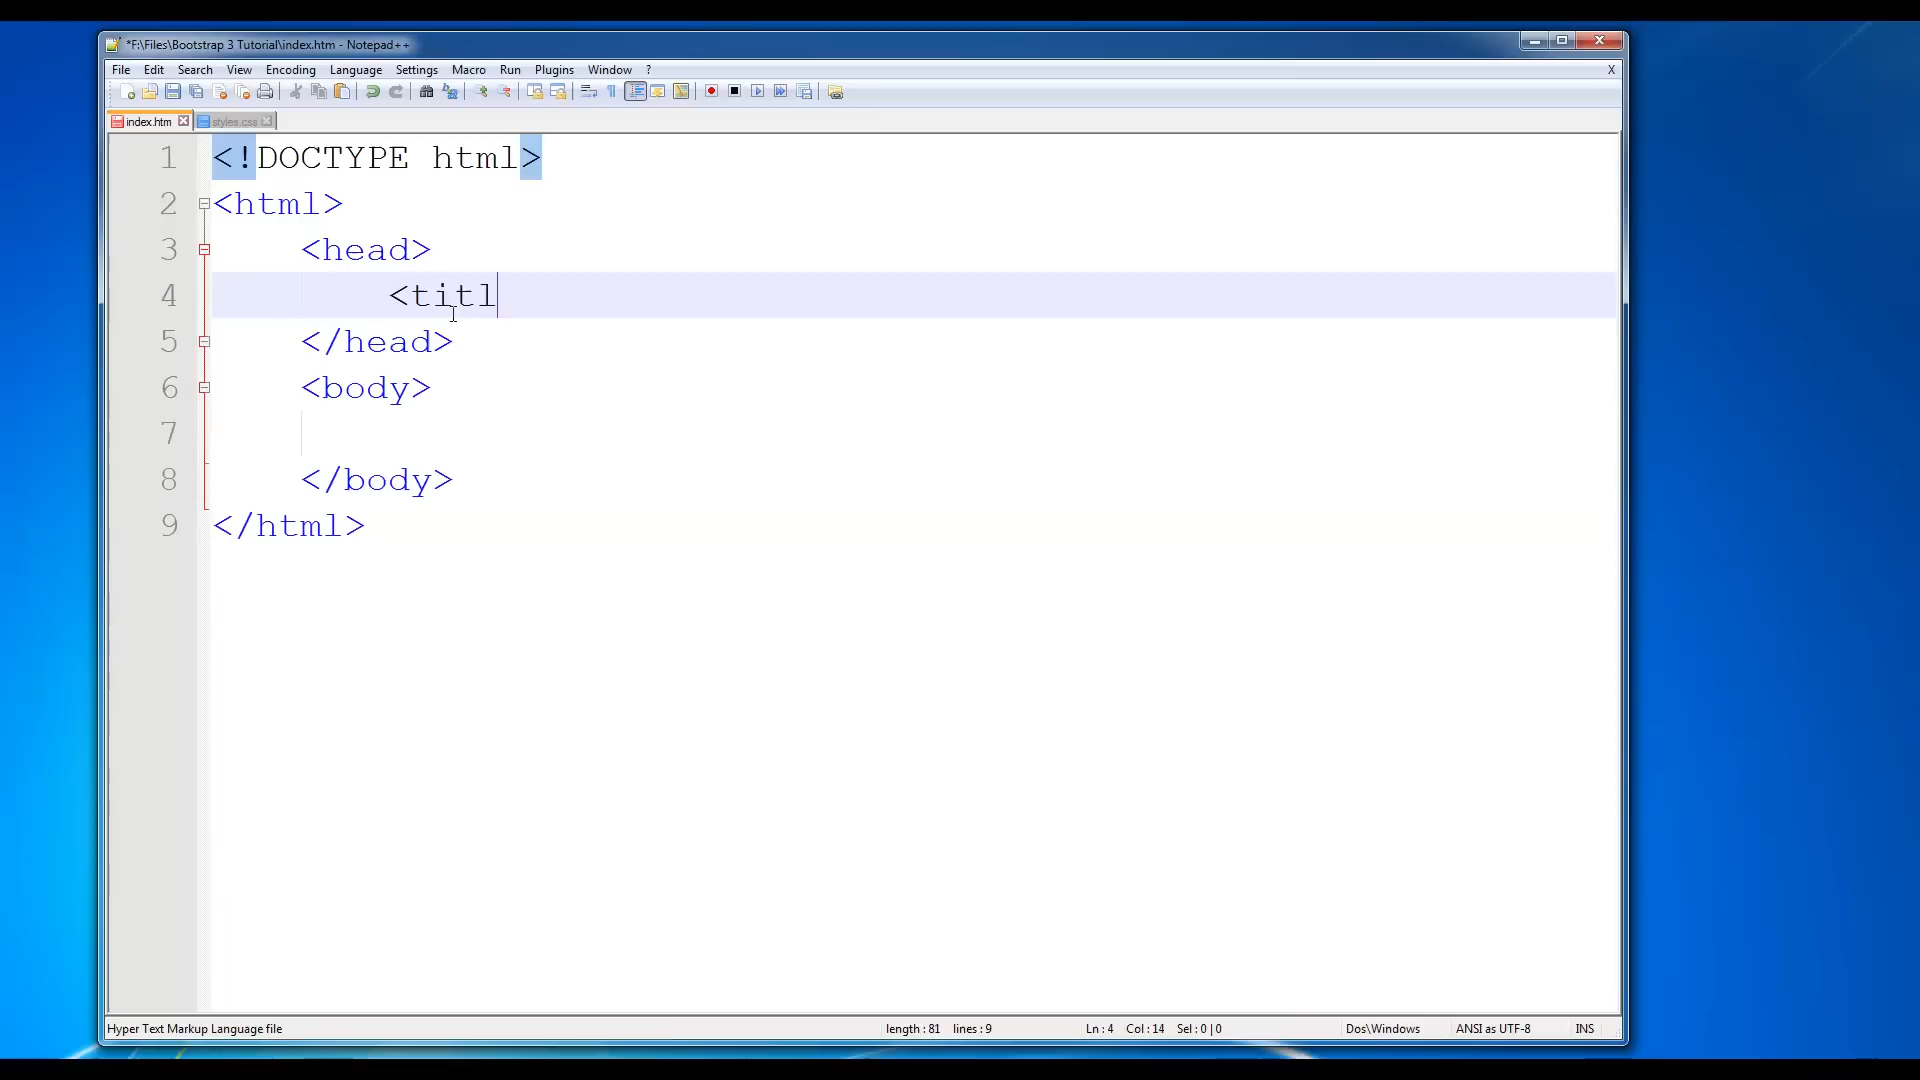 *F:\Files\Bootstrap 3 Tutorial\index.htm - Notepad++
File Edit Search View Encoding Language Settings Macro Run Plugins Window ? X
index.htm styles.css
1 <!DOCTYPE html>
2 <html>
3 <head>
4 <titl
5 </head>
6 <body>
7
8 </body>
9 </html>
Hyper Text Markup Language file length : 81 lines : 9 Ln : 4 Col : 14 Sel : 0 | 0 Dos\Windows ANSI as UTF-8 INS